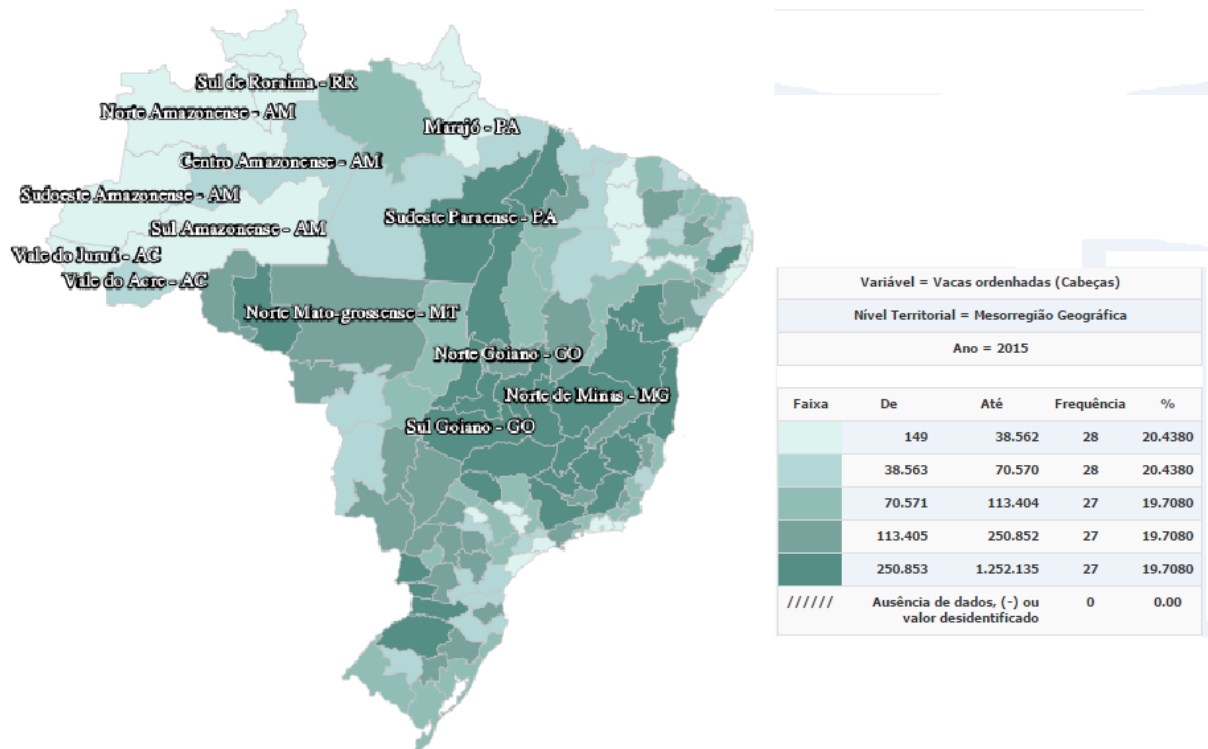 Sul de Roraima - RR
Norte Amazonense - AM
Marajó - PA
Centro Amazonense - AM
Sudoeste Amazonense - AM
Sudeste Paraense - PA
Sul Amazonense - AM
Vale do Juruá - AC
Vale do Acre - AC
Norte Mato-grossense - MT
Norte Goiano - GO
Norte de Minas - MG
Sul Goiano - GO
Variável = Vacas ordenhadas (Cabeças)
Nível Territorial = Mesorregião Geográfica
Ano = 2015
Faixa De Até Frequência %
149 38.562 28 20.4380
38.563 70.570 28 20.4380
70.571 113.404 27 19.7080
113.405 250.852 27 19.7080
250.853 1.252.135 27 19.7080
////// Ausência de dados, (-) ou 0 0.00
valor desidentificado